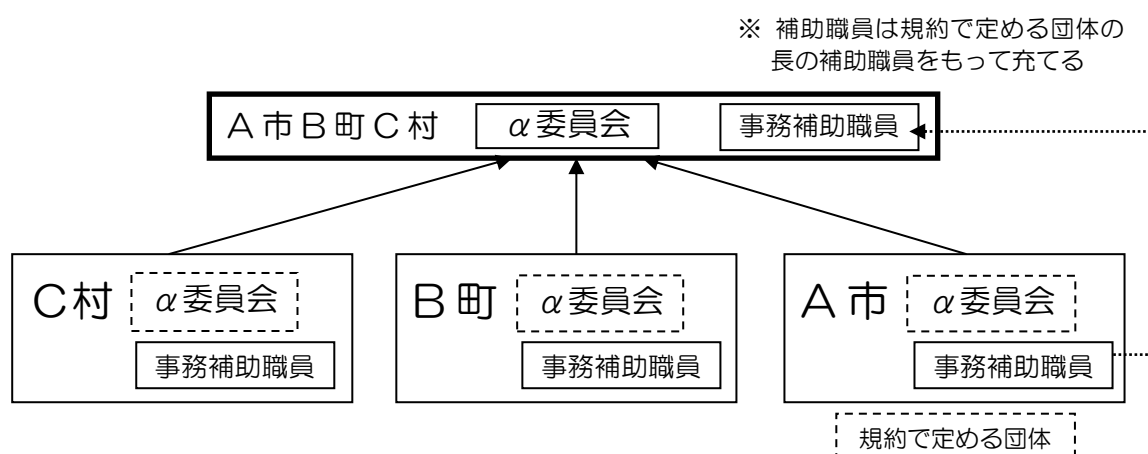 ※ 補助職員は規約で定める団体の
長の補助職員をもって充てる
A市B町C村 α委員会 事務補助職員
C村 α委員会
事務補助職員
B町 α委員会
事務補助職員
A市 α委員会
事務補助職員
規約で定める団体